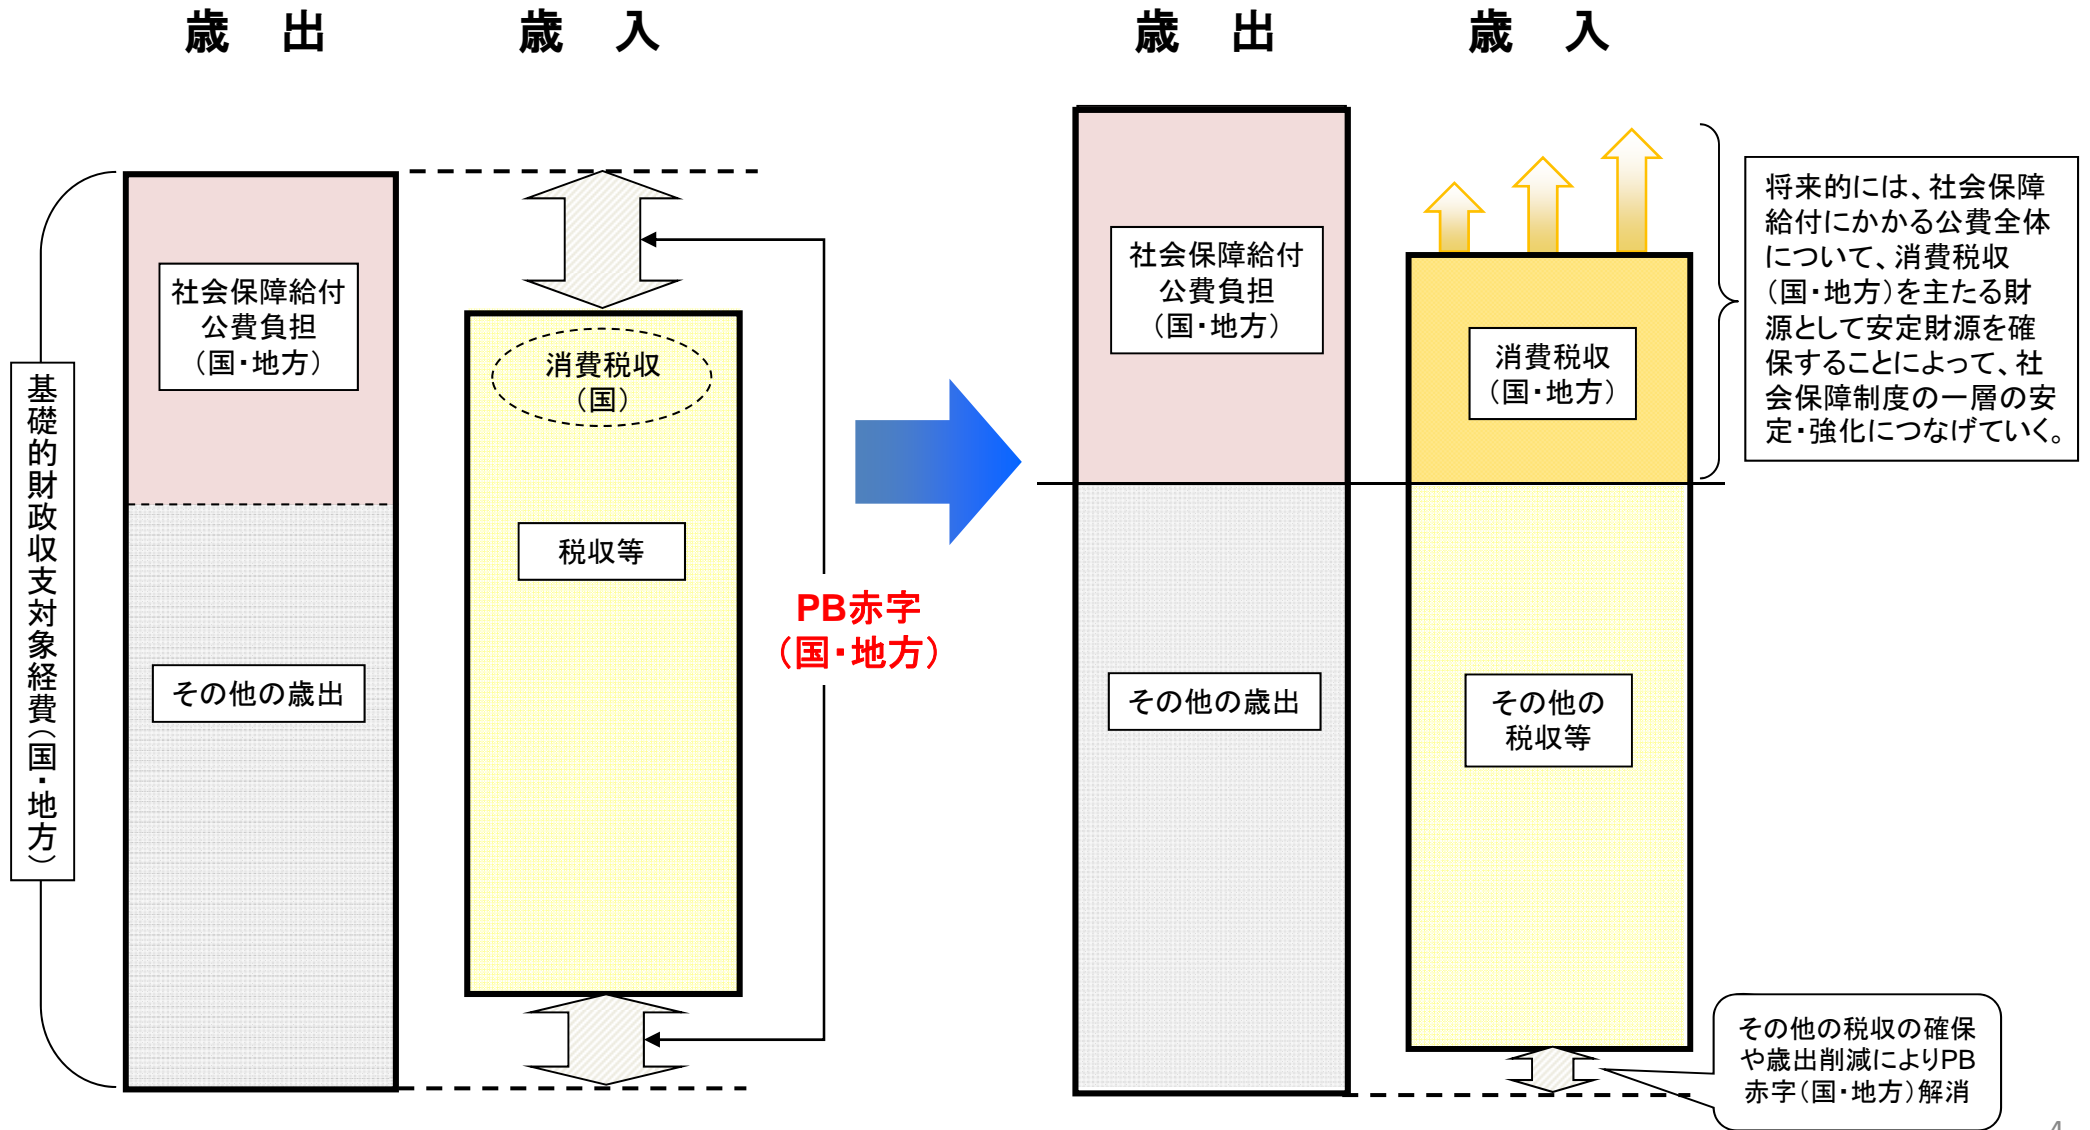 歳 出
歳 入
基礎的財政収支対象経費（国・地方）
社会保障給付
公費負担
（国・地方）
その他の歳出
消費税収
（国）
税収等
PB赤字
（国・地方）
歳 出
歳 入
社会保障給付
公費負担
（国・地方）
その他の歳出
消費税収
（国・地方）
その他の
税収等
将来的には、社会保障
給付にかかる公費全体
について、消費税収
（国・地方）を主たる財
源として安定財源を確
保することによって、社
会保障制度の一層の安
定・強化につなげていく。
その他の税収の確保
や歳出削減によりPB
赤字（国・地方）解消
4